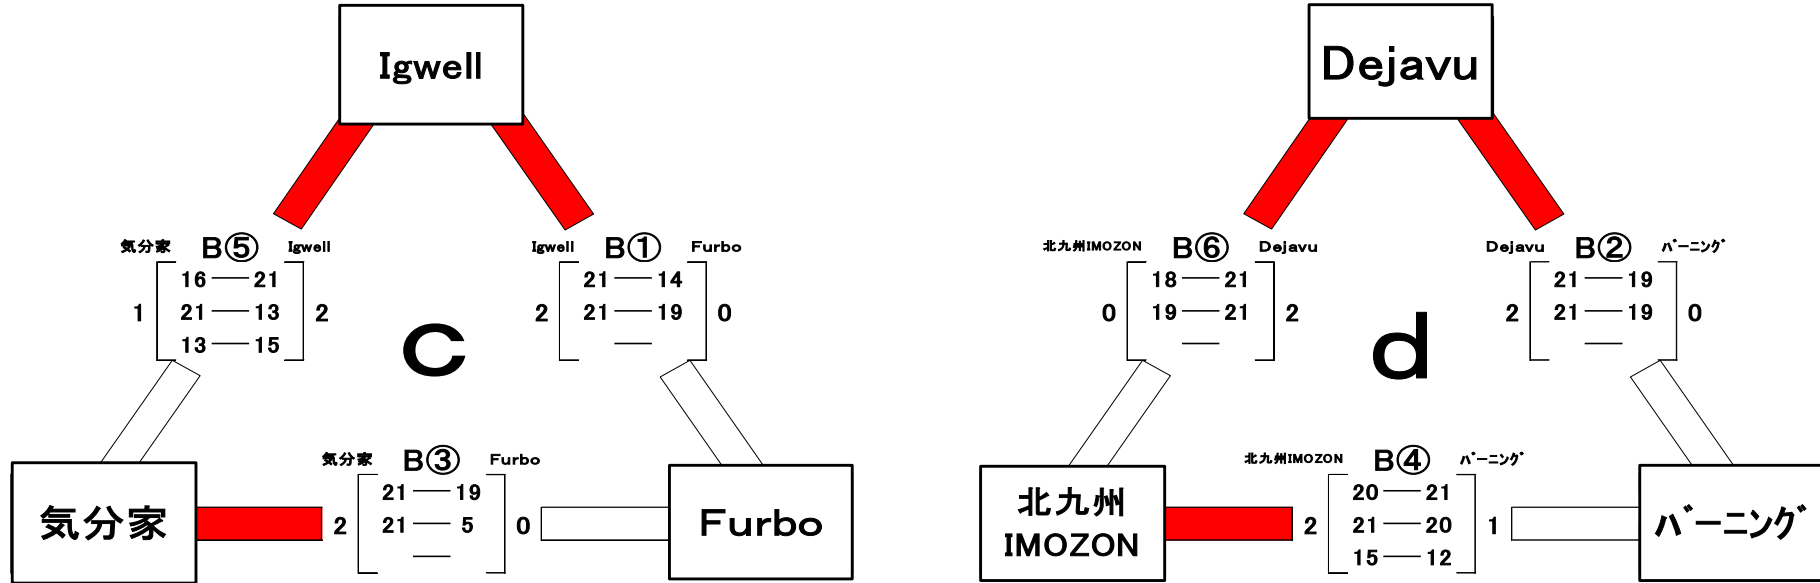 Igwell
気分家 B⑤ Igwell
16 — 21
1 21 — 13 2
13 — 15
Igwell B① Furbo
21 — 14
2 21 — 19 0
—
c
気分家 B③ Furbo
21 — 19
2 21 — 5 0
—
気分家
Furbo
Dejavu
北九州IMOZON B⑥ Dejavu
18 — 21
0 19 — 21 2
—
Dejavu B② バーニング
21 — 19
2 21 — 19 0
—
d
北九州IMOZON B④ バーニング
20 — 21
2 21 — 20 1
15 — 12
北九州
IMOZON
バーニング